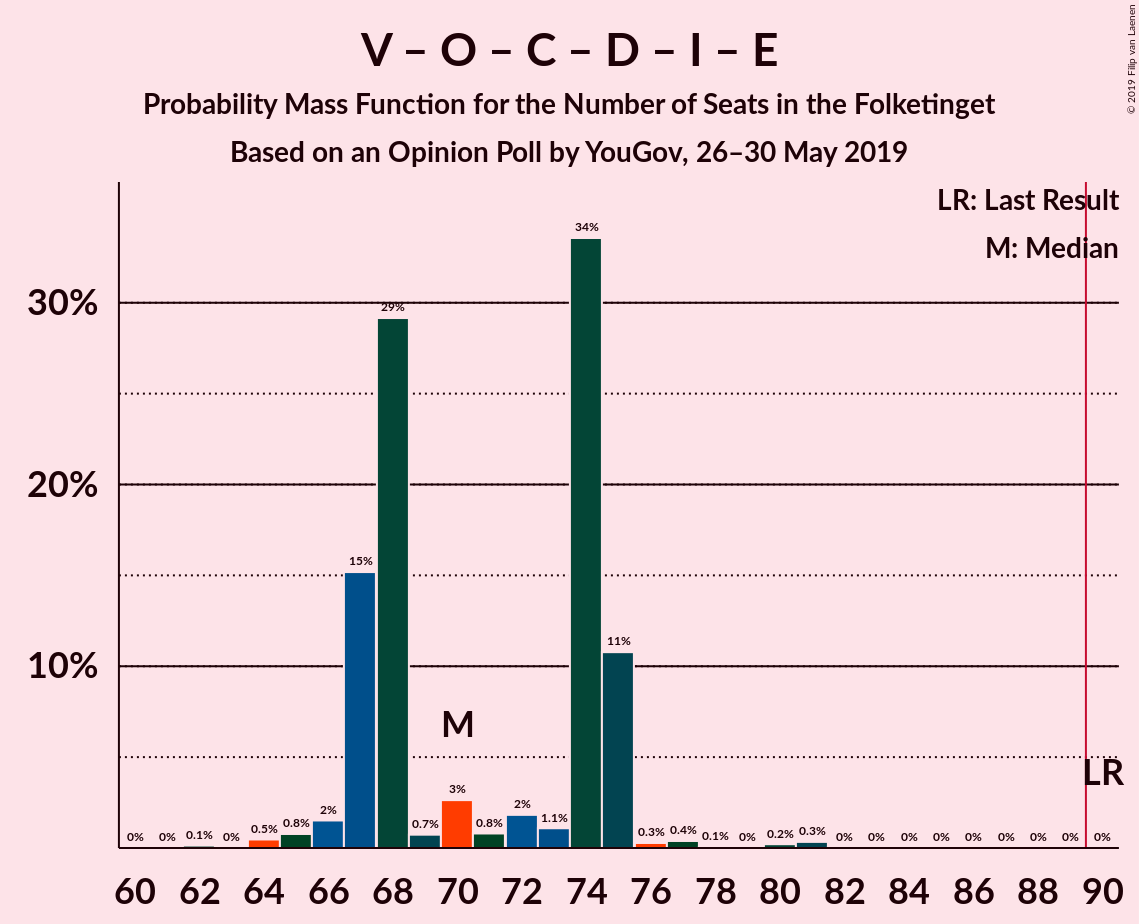 V – O – C – D – I – E
Probability Mass Function for the Number of Seats in the Folketinget
Based on an Opinion Poll by YouGov, 26–30 May 2019
© 2019 Filip van Laenen
LR: Last Result
M: Median
30%
20%
10%
0% 0% 0.1% 0% 0.5% 0.8% 2% 15% 29% 0.7% 3% 0.8% 2% 1.1% 34% 11% 0.3% 0.4% 0.1% 0% 0.2% 0.3% 0% 0% 0% 0% 0% 0% 0% 0% 0%
M
LR
60 62 64 66 68 70 72 74 76 78 80 82 84 86 88 90